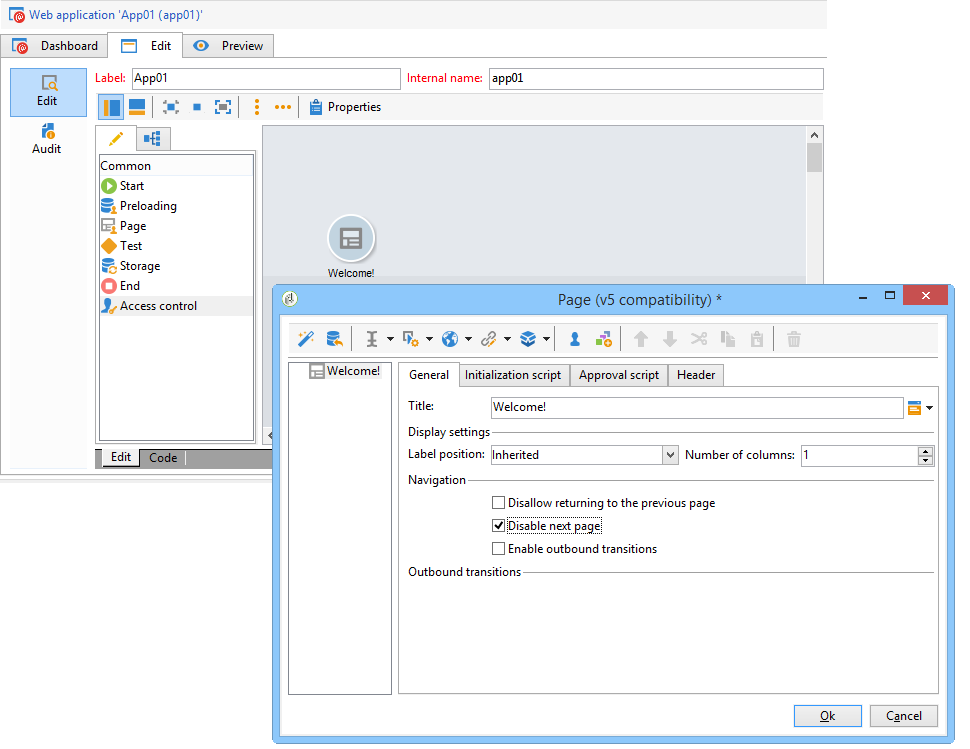 Web application 'App01 (app01)'
Dashboard Edit Preview
Label: App01 Internal name: app01
Edit
Properties
Audit
Common
Start
Preloading
Page
Test
Storage
End
Access control
Welcome!
Edit Code
Page (v5 compatibility) *
Welcome!
General Initialization script Approval script Header
Title: Welcome!
Display settings
Label position: Inherited Number of columns: 1
Navigation
Disallow returning to the previous page
Disable next page
Enable outbound transitions
Outbound transitions
Ok Cancel